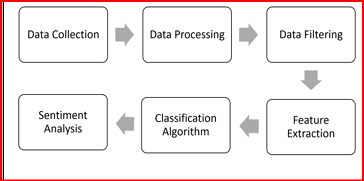 Data Collection
Data Processing
Data Filtering
Feature
Extraction
Classification
Algorithm
Sentiment
Analysis